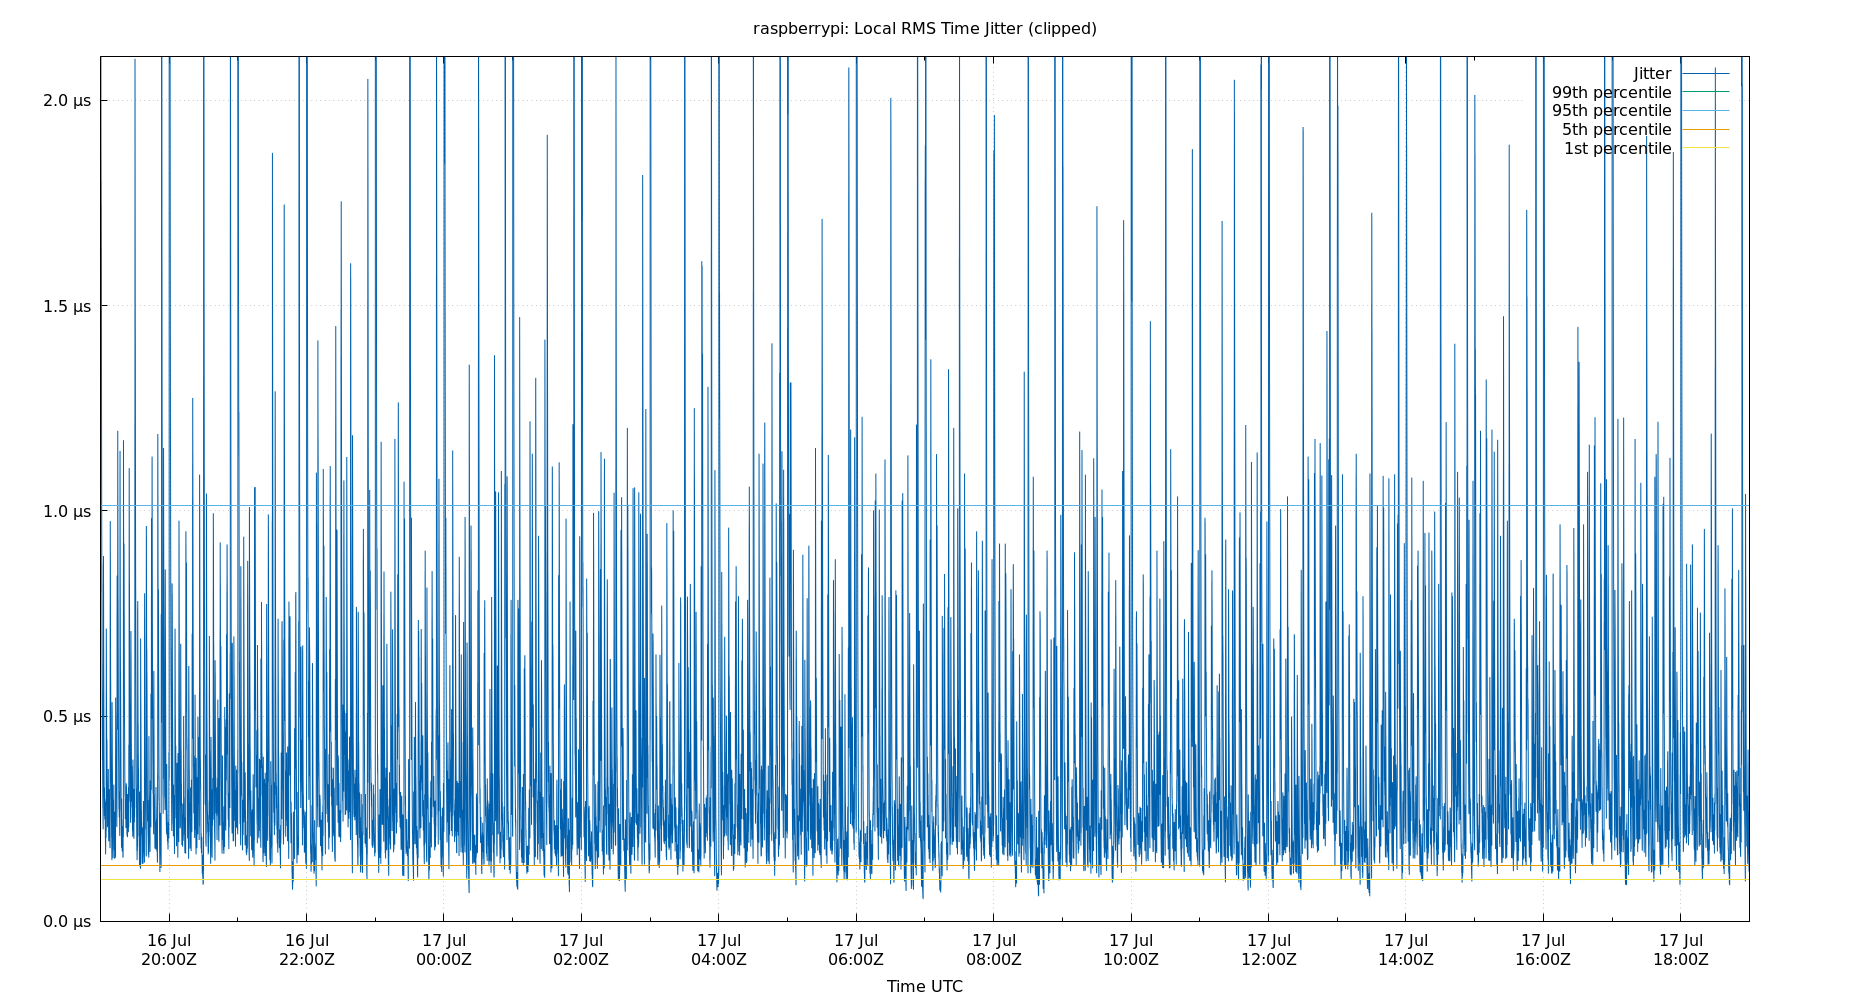 raspberrypi: Local RMS Time Jitter (clipped)
Jitter
99th percentile
95th percentile
5th percentile
1st percentile
2.0 μs
1.5 μs
1.0 μs
0.5 μs
0.0 μs
16 Jul 16 Jul 17 Jul 17 Jul 17 Jul 17 Jul 17 Jul 17 Jul 17 Jul 17 Jul 17 Jul 17 Jul
20:00Z 22:00Z 00:00Z 02:00Z 04:00Z 06:00Z 08:00Z 10:00Z 12:00Z 14:00Z 16:00Z 18:00Z
Time UTC